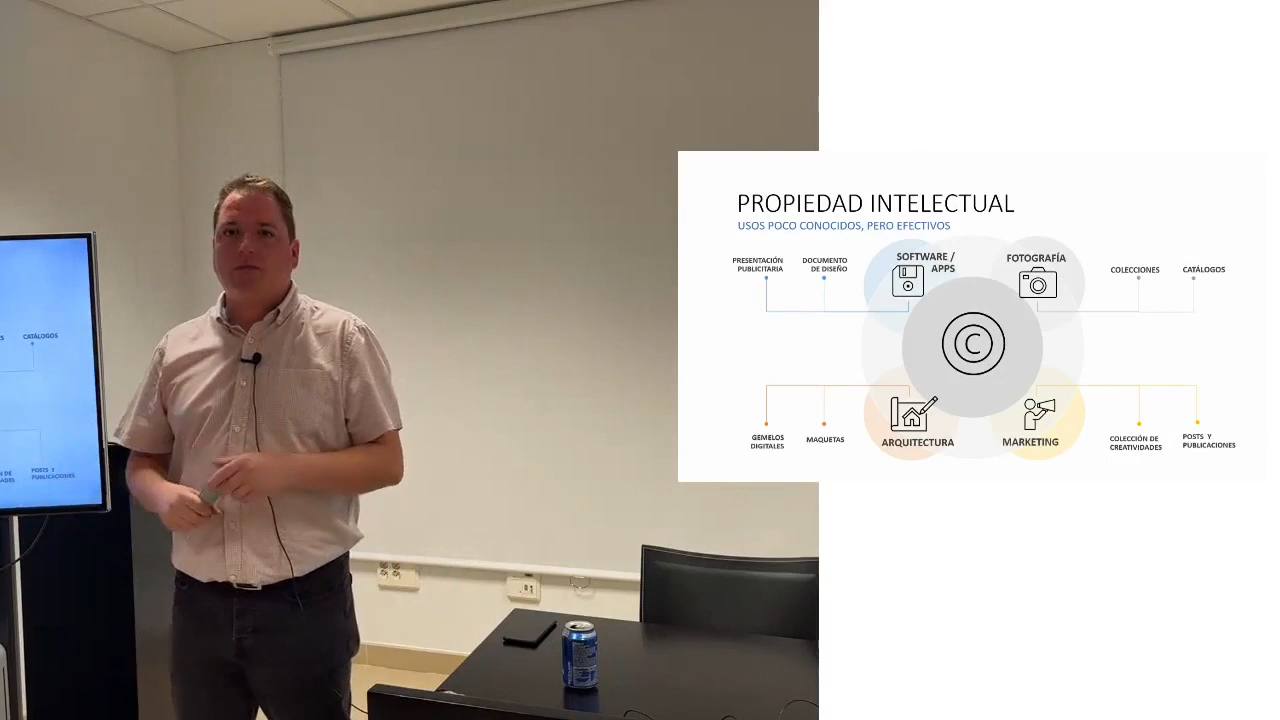 PROPIEDAD INTELECTUAL
USOS POCO CONOCIDOS, PERO EFECTIVOS
PRESENTACIÓN
PUBLICITARIA
DOCUMENTO
DE DISEÑO
SOFTWARE /
APPS
FOTOGRAFÍA
COLECCIONES
CATÁLOGOS
C
GEMELOS
DIGITALES
MAQUETAS
ARQUITECTURA
MARKETING
COLECCIÓN DE
CREATIVIDADES
POSTS Y
PUBLICACIONES
CATÁLOGOS
POSTS Y
PUBLICACIONES